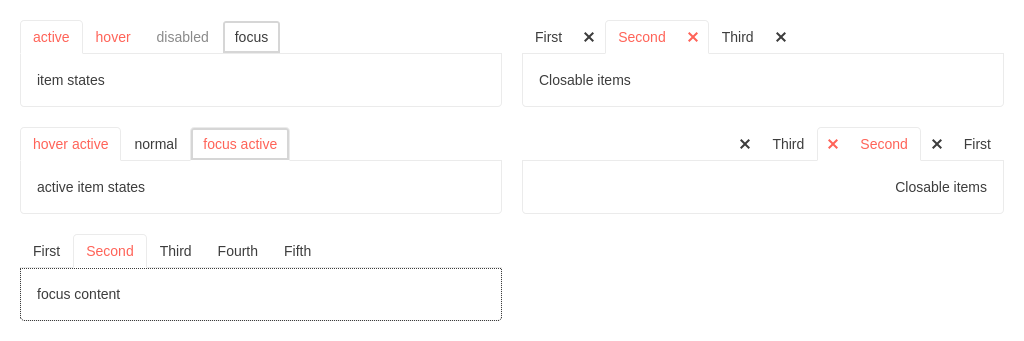 active hover disabled focus
item states
First ✕ Second ✕ Third ✕
Closable items
hover active normal focus active
active item states
✕ Third ✕ Second ✕ First
Closable items
First Second Third Fourth Fifth
focus content